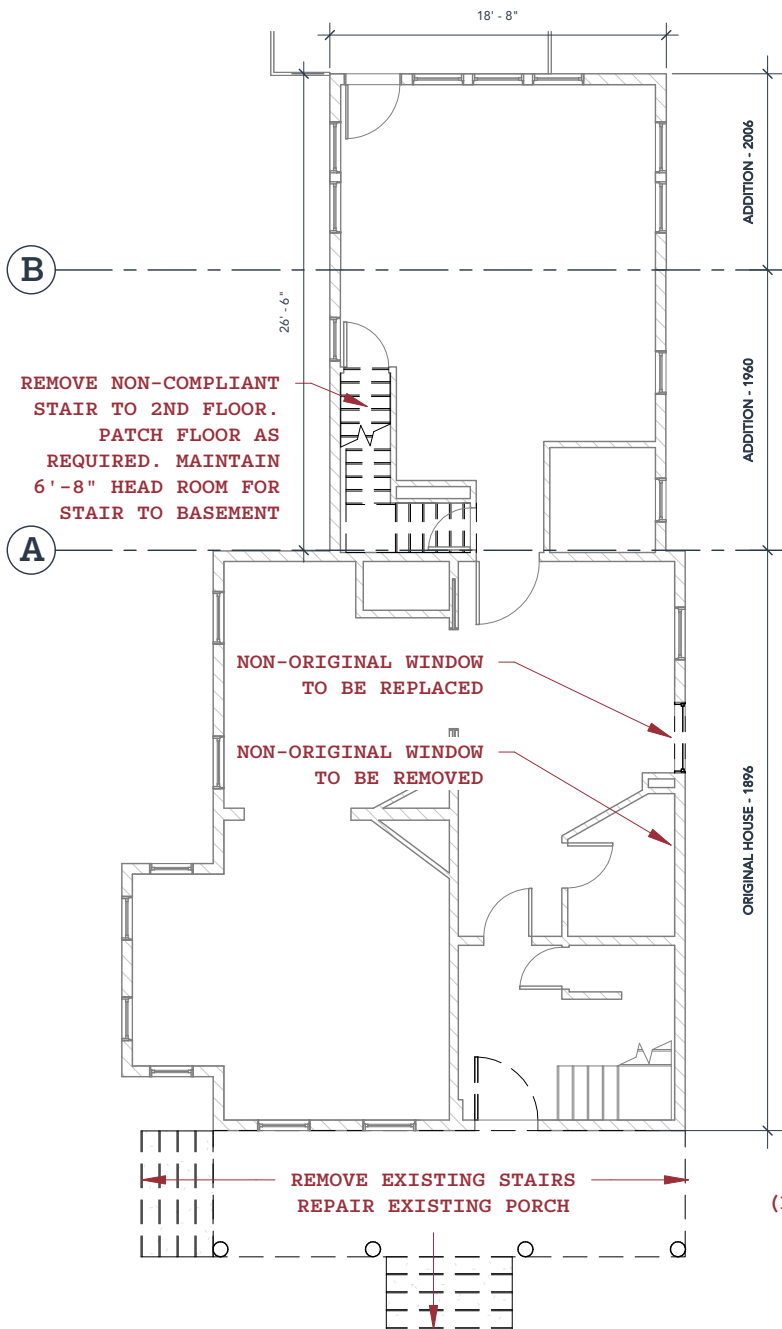 18' - 8"
ADDITION - 2006
B
26' - 6"
REMOVE NON-COMPLIANT
STAIR TO 2ND FLOOR.
PATCH FLOOR AS
REQUIRED. MAINTAIN
6'-8" HEAD ROOM FOR
STAIR TO BASEMENT
ADDITION - 1960
A
NON-ORIGINAL WINDOW
TO BE REPLACED
NON-ORIGINAL WINDOW
TO BE REMOVED
ORIGINAL HOUSE - 1896
REMOVE EXISTING STAIRS
REPAIR EXISTING PORCH